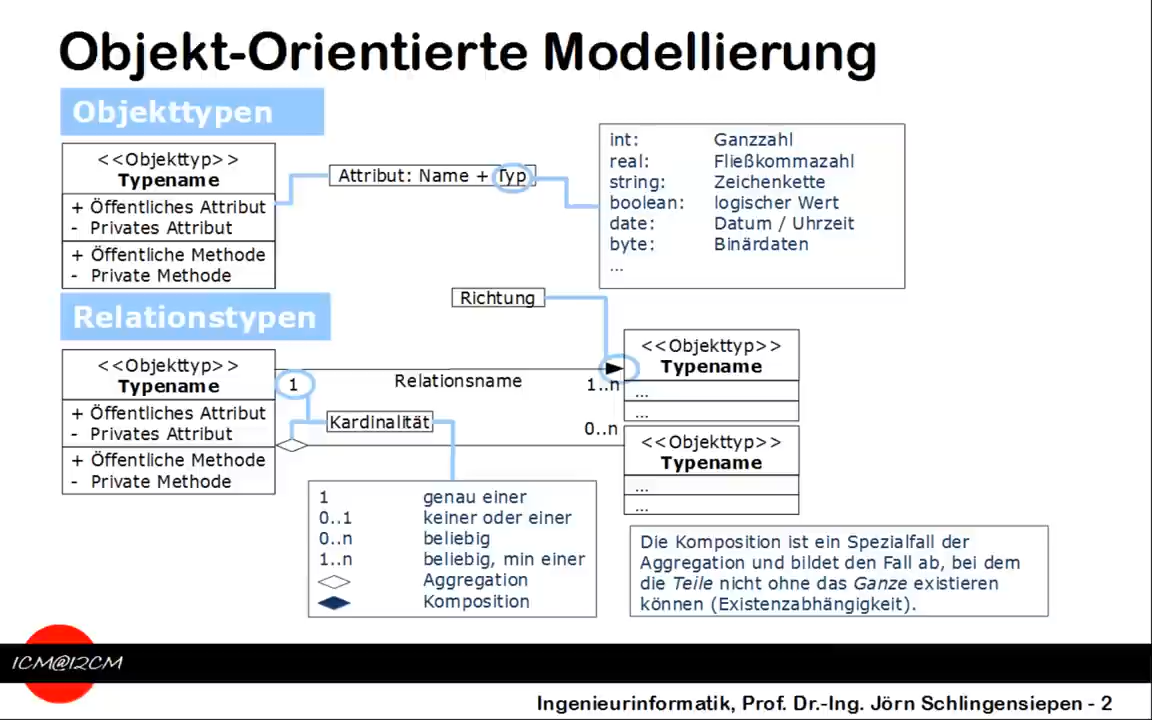 Objekt-Orientierte Modellierung
Objekttypen
<<Objekttyp>>
Typename
+ Öffentliches Attribut
- Privates Attribut
+ Öffentliche Methode
- Private Methode
Attribut: Name + Typ
int: Ganzzahl
real: Fließkommazahl
string: Zeichenkette
boolean: logischer Wert
date: Datum / Uhrzeit
byte: Binärdaten
...
Richtung
Relationstypen
<<Objekttyp>>
Typename
+ Öffentliches Attribut
- Privates Attribut
+ Öffentliche Methode
- Private Methode
1
Relationsname
1..n
Kardinalität
0..n
<<Objekttyp>>
Typename
...
...
<<Objekttyp>>
Typename
...
...
1 genau einer
0..1 keiner oder einer
0..n beliebig
1..n beliebig, min einer
Aggregation
Komposition
Die Komposition ist ein Spezialfall der
Aggregation und bildet den Fall ab, bei dem
die Teile nicht ohne das Ganze existieren
können (Existenzabhängigkeit).
ICM@I2CM
Ingenieurinformatik, Prof. Dr.-Ing. Jörn Schlingensiepen - 2